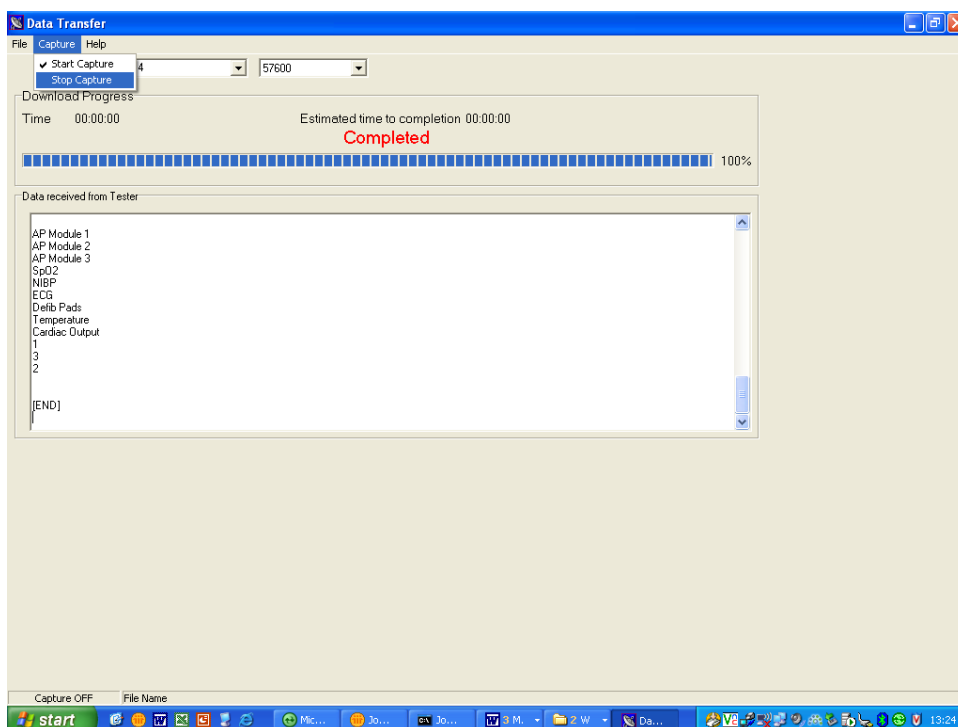 Data Transfer
File Capture Help
Start Capture
Stop Capture
4 57600
Download Progress
Time 00:00:00 Estimated time to completion 00:00:00
Completed
100%
Data received from Tester
AP Module 1
AP Module 2
AP Module 3
SpO2
NIBP
ECG
Defib Pads
Temperature
Cardiac Output
1
3
2
[END]
Capture OFF File Name
start Mic... Jo... Jo... 3 M. 2 W Da... 13:24